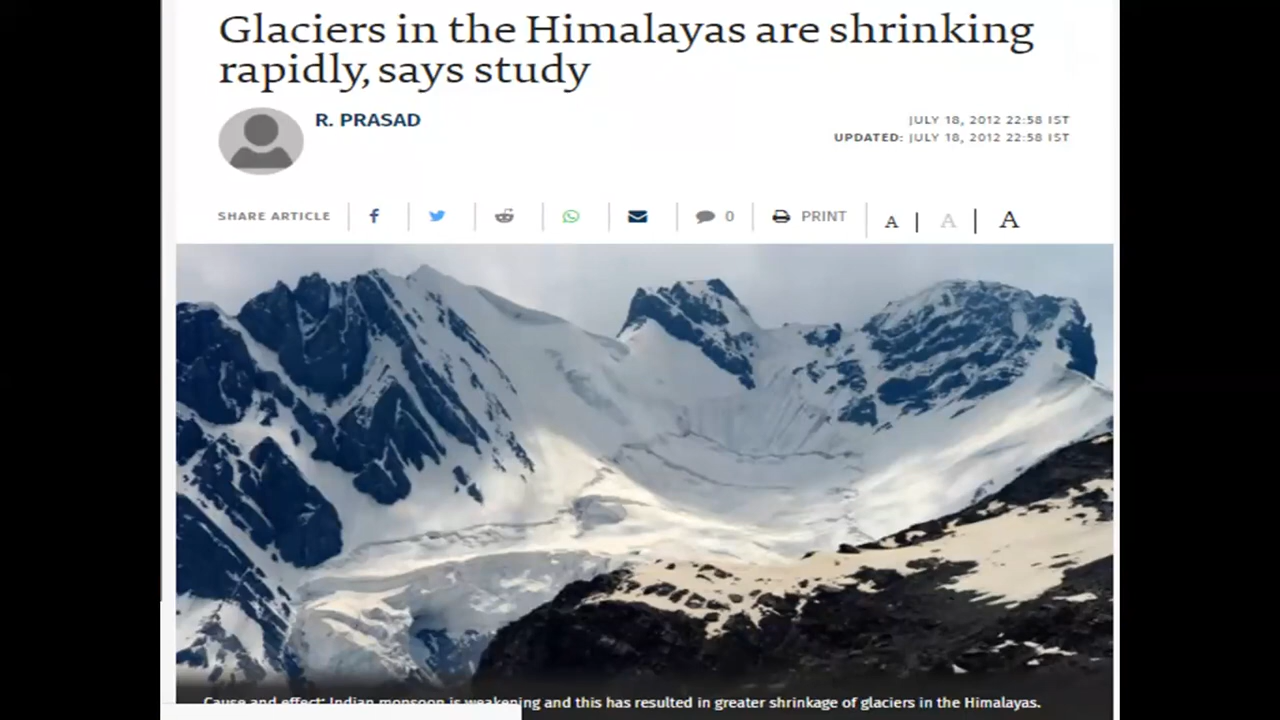 Glaciers in the Himalayas are shrinking
rapidly, says study
R. PRASAD
JULY 18, 2012 22:58 IST
UPDATED: JULY 18, 2012 22:58 IST
SHARE ARTICLE 0 PRINT A | A | A
Cause and effect: Indian monsoon is weakening and this has resulted in greater shrinkage of glaciers in the Himalayas.